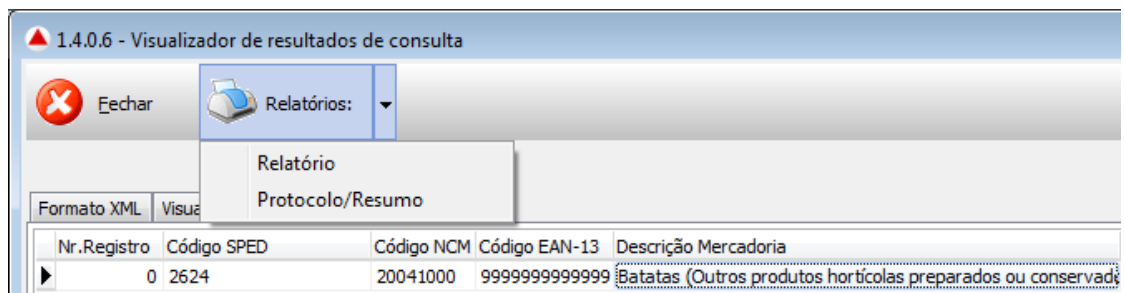 1.4.0.6 - Visualizador de resultados de consulta
Fechar Relatórios:
Relatório
Protocolo/Resumo
Formato XML
Nr.Registro Código SPED Código NCM Código EAN-13 Descrição Mercadoria
0 2624 20041000 9999999999999 Batatas (Outros produtos hortícolas preparados ou